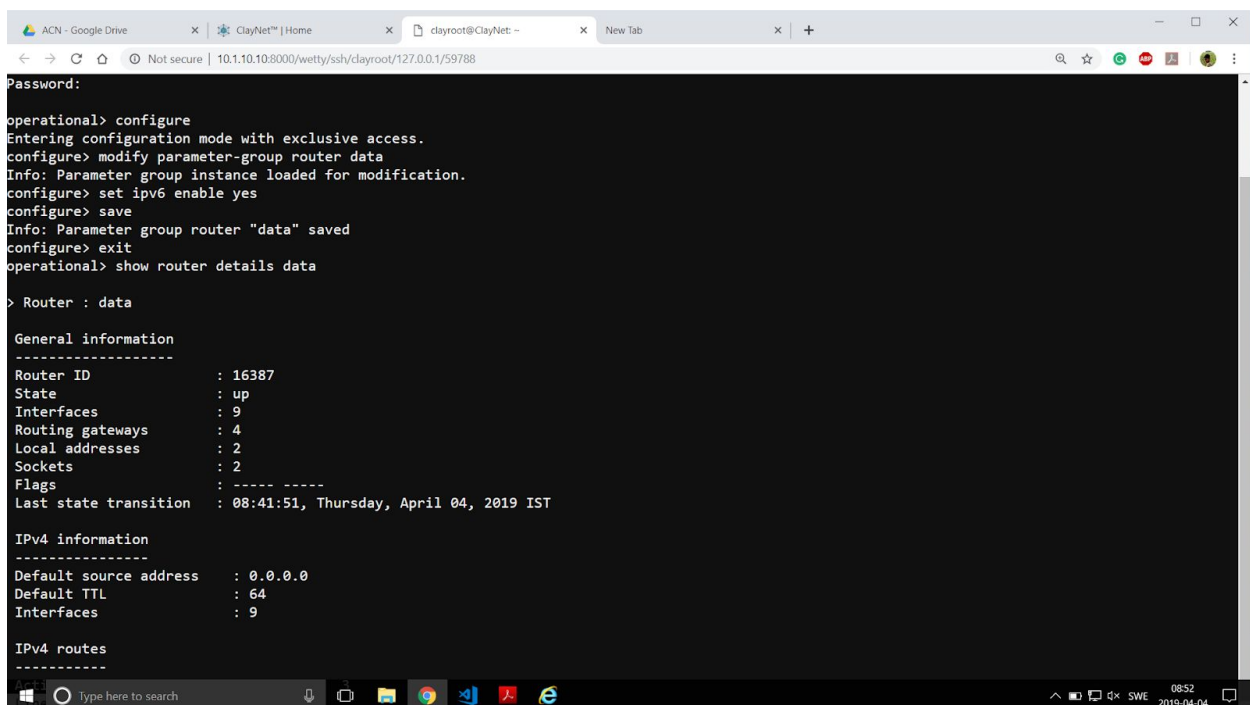 ACN - Google Drive
ClayNet™ | Home
clayroot@ClayNet: ~
New Tab
Not secure | 10.1.10.10:8000/wetty/ssh/clayroot/127.0.0.1/59788
ABP
Password:
operational> configure
Entering configuration mode with exclusive access.
configure> modify parameter-group router data
Info: Parameter group instance loaded for modification.
configure> set ipv6 enable yes
configure> save
Info: Parameter group router "data" saved
configure> exit
operational> show router details data
> Router : data
General information
-------------------
Router ID : 16387
State : up
Interfaces : 9
Routing gateways : 4
Local addresses : 2
Sockets : 2
Flags : ----- -----
Last state transition : 08:41:51, Thursday, April 04, 2019 IST
IPv4 information
----------------
Default source address : 0.0.0.0
Default TTL : 64
Interfaces : 9
IPv4 routes
-----------
Type here to search
SWE
08:52
2019-04-04